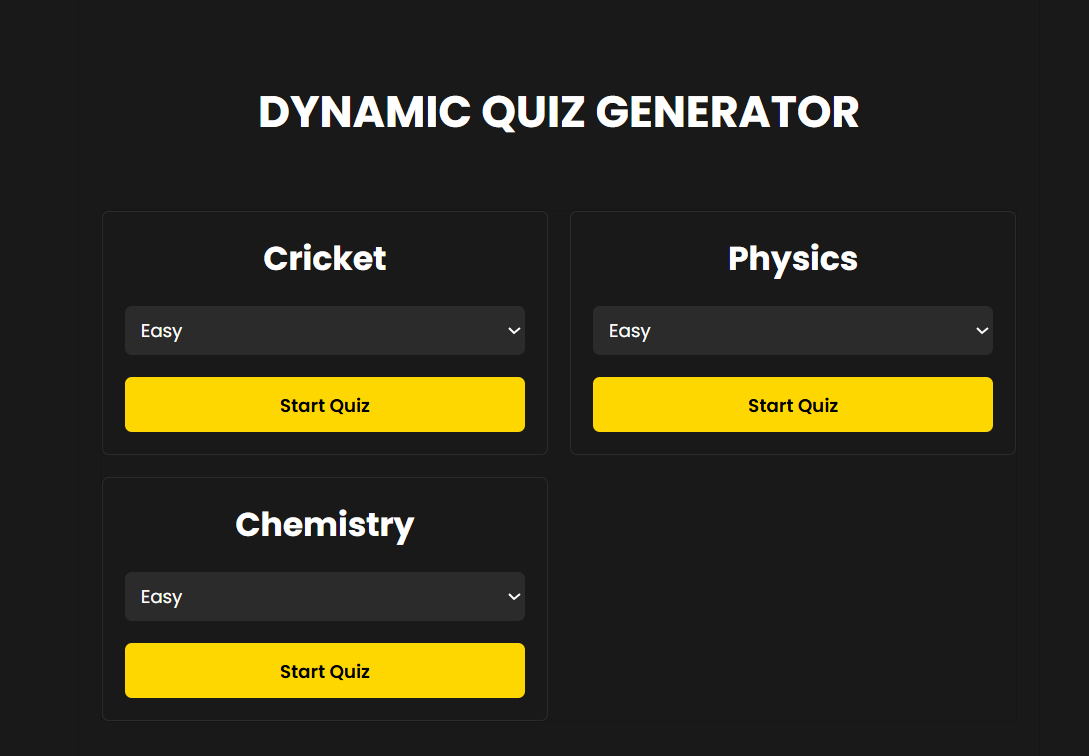 DYNAMIC QUIZ GENERATOR
Cricket
Easy
Start Quiz
Physics
Easy
Start Quiz
Chemistry
Easy
Start Quiz